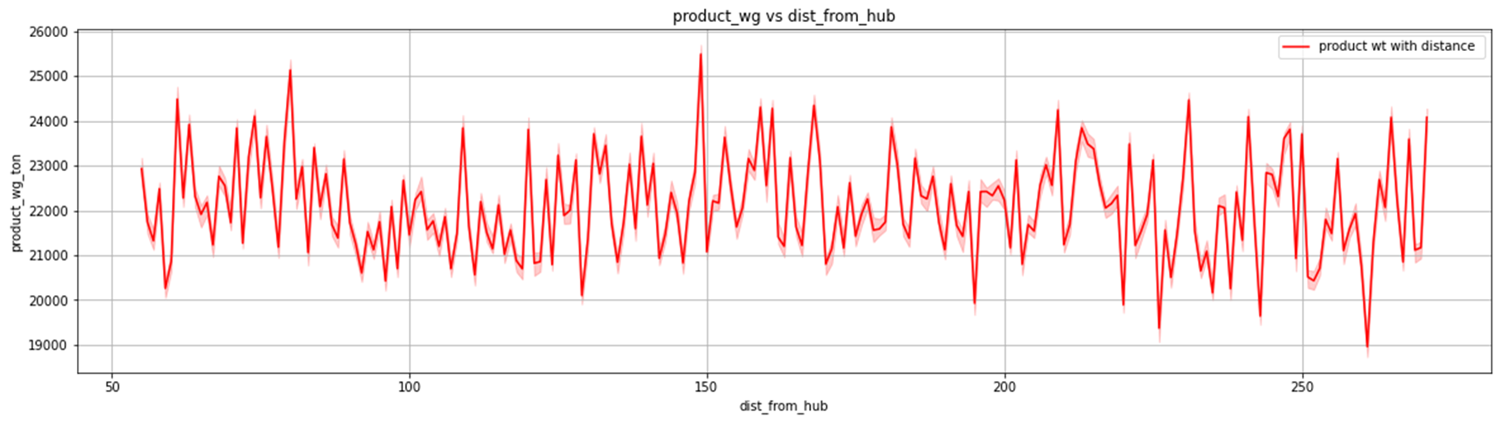 product_wg vs dist_from_hub
product wt with distance
26000
25000
24000
23000
22000
21000
20000
19000
product_wg_ton
50 100 150 200 250
dist_from_hub